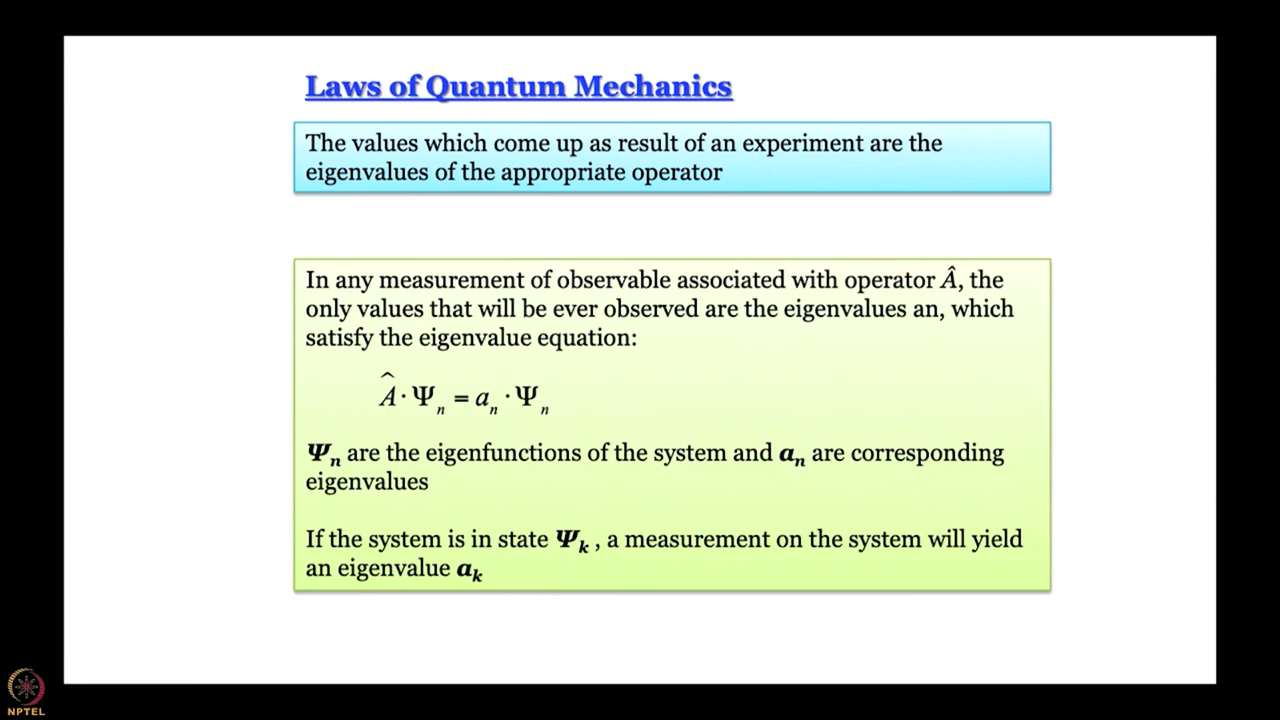 Laws of Quantum Mechanics
The values which come up as result of an experiment are the
eigenvalues of the appropriate operator
In any measurement of observable associated with operator Â, the
only values that will be ever observed are the eigenvalues an, which
satisfy the eigenvalue equation:
Â · Ψₙ = aₙ · Ψₙ
Ψₙ are the eigenfunctions of the system and aₙ are corresponding
eigenvalues
If the system is in state Ψₖ , a measurement on the system will yield
an eigenvalue aₖ
NPTEL